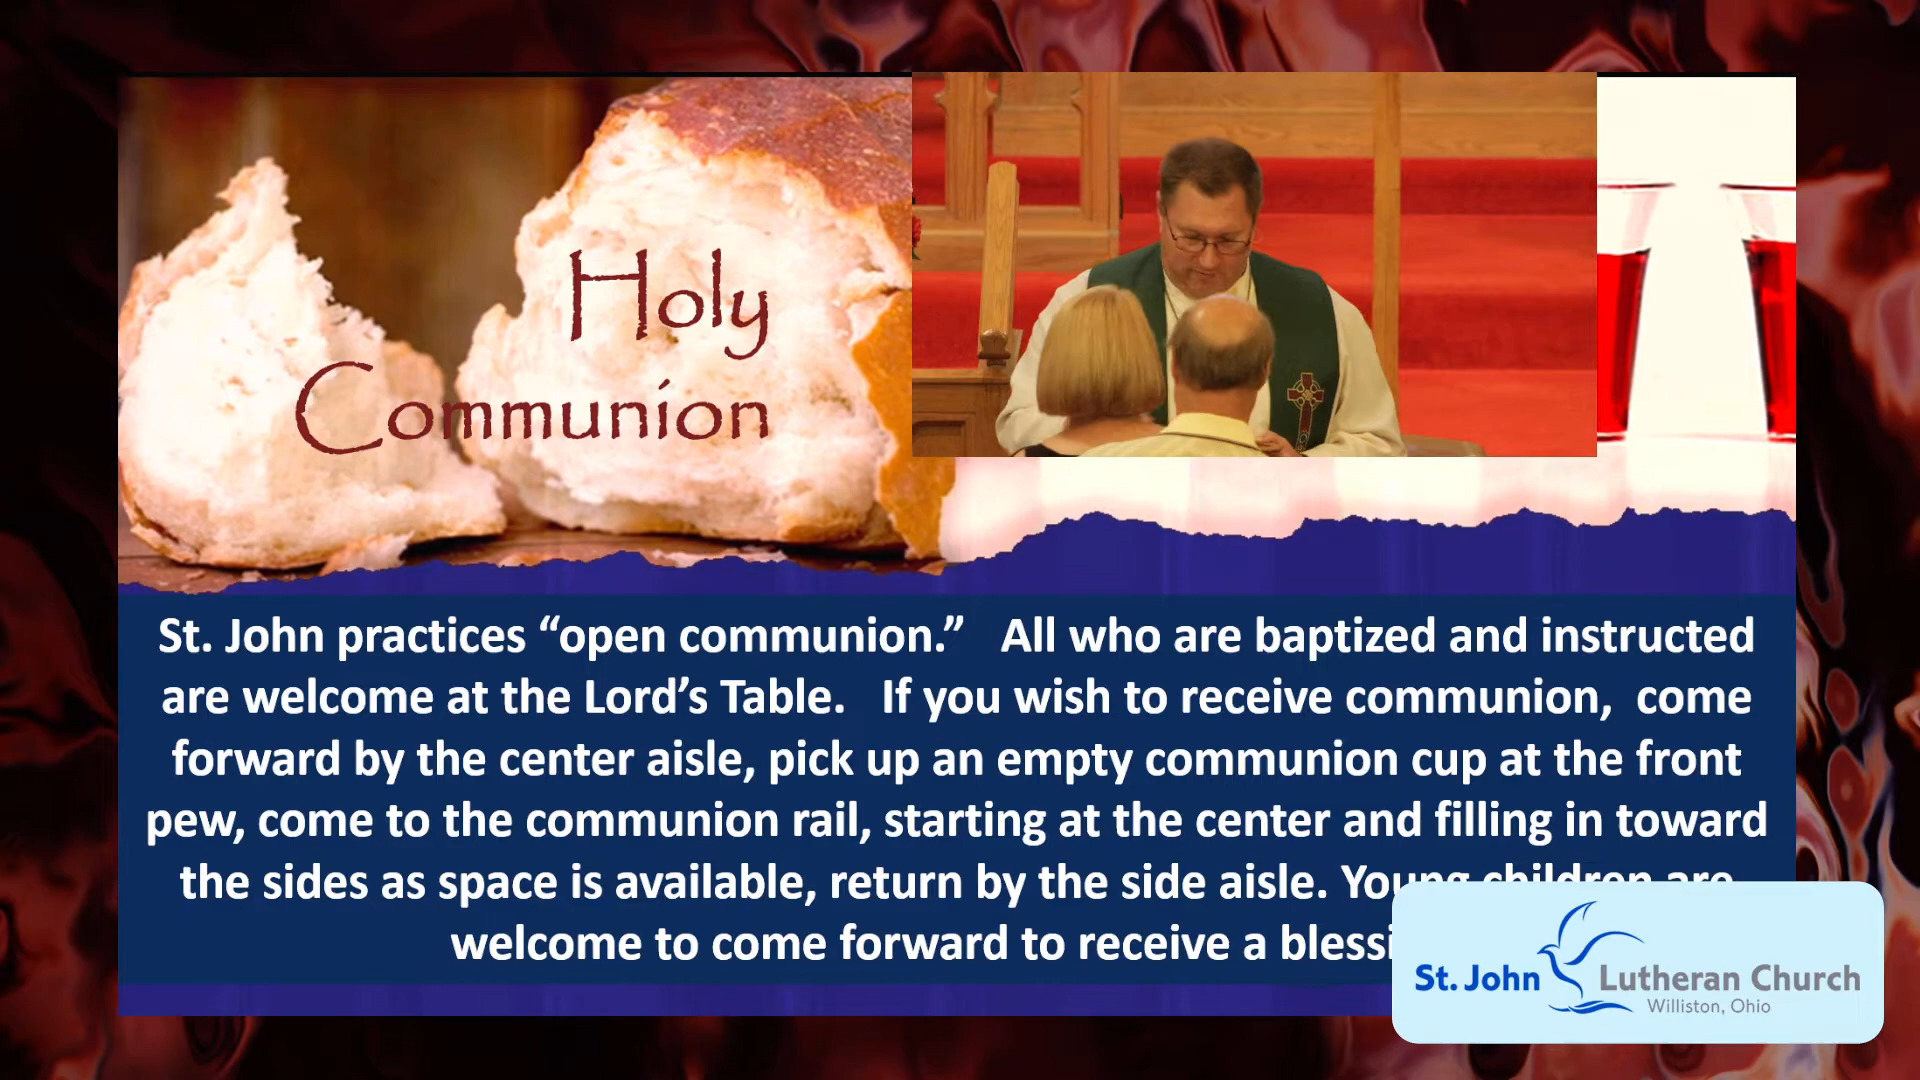 Holy
Communion
St. John practices “open communion.” All who are baptized and instructed
are welcome at the Lord’s Table. If you wish to receive communion, come
forward by the center aisle, pick up an empty communion cup at the front
pew, come to the communion rail, starting at the center and filling in toward
the sides as space is available, return by the side aisle. Young children are
welcome to come forward to receive a
St. John Lutheran Church
Williston, Ohio